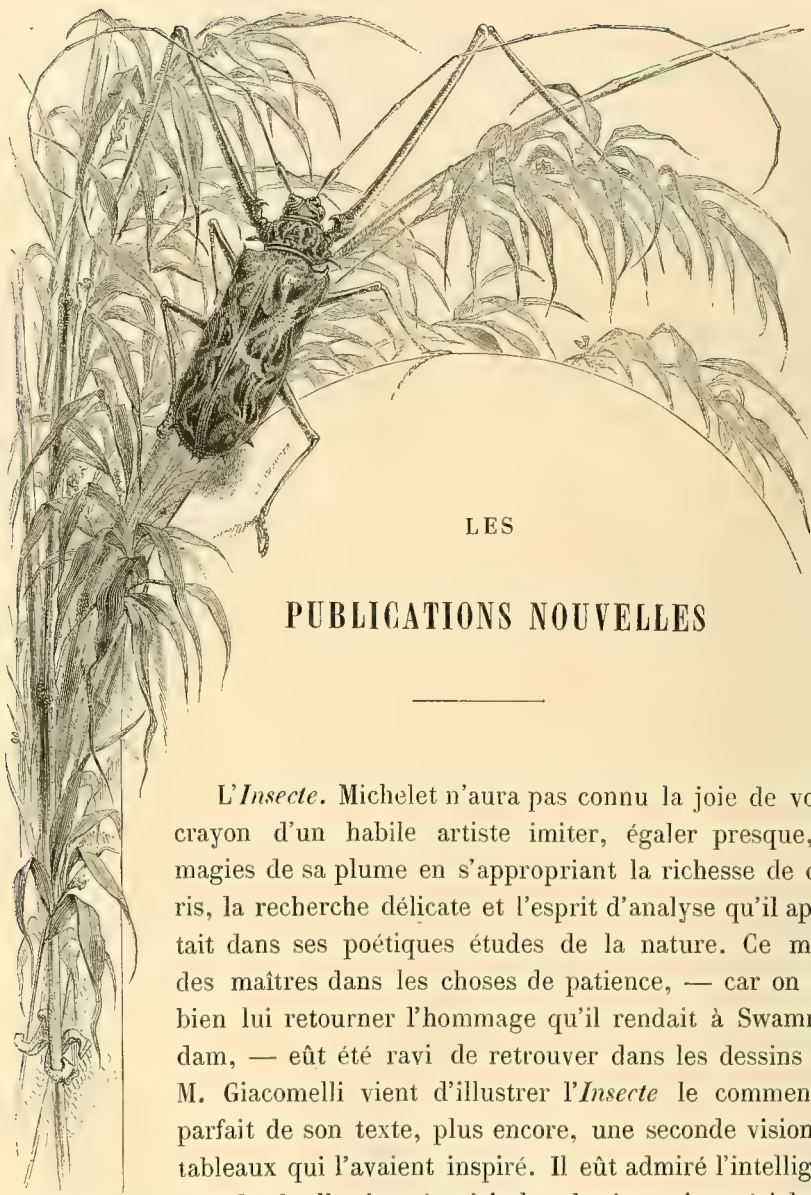 LES
PUBLICATIONS NOUVELLES
L'Insecte. Michelet n'aura pas connu la joie de
crayon d'un habile artiste imiter, égaler presque,
magies de sa plume en s'appropriant la richesse de
ris, la recherche délicate et l'esprit d'analyse qu'il
tait dans ses poétiques études de la nature. Ce
des maîtres dans les choses de patience, — car on
bien lui retourner l'hommage qu'il rendait à
dam, — eût été ravi de retrouver dans les dessins
M. Giacomelli vient d'illustrer l'Insecte le
parfait de son texte, plus encore, une seconde vision
tableaux qui l'avaient inspiré. Il eût admiré